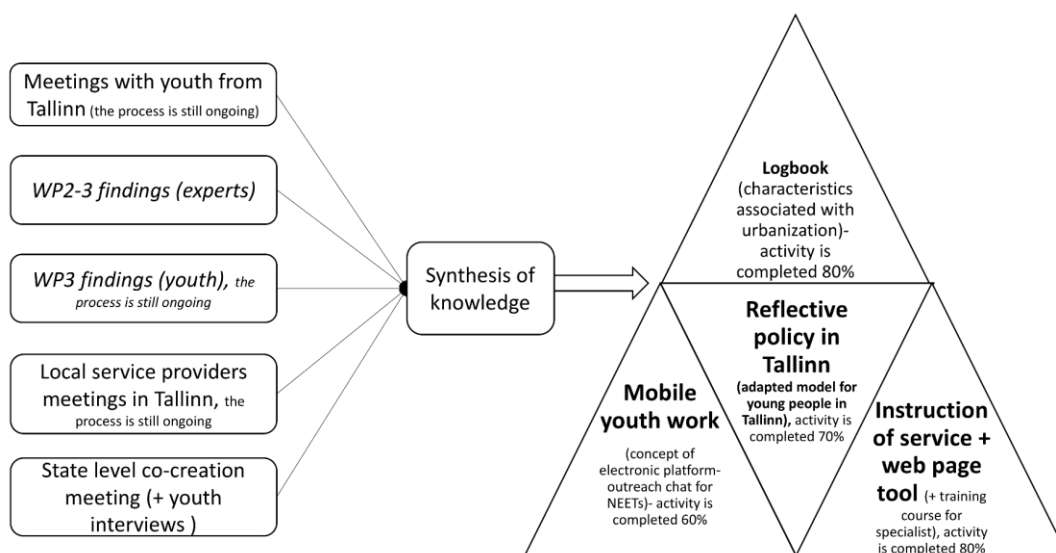 Meetings with youth from
Tallinn (the process is still ongoing)
WP2-3 findings (experts)
WP3 findings (youth), the
process is still ongoing
Local service providers
meetings in Tallinn, the
process is still ongoing
State level co-creation
meeting (+ youth
interviews )
Synthesis of
knowledge
Logbook
(characteristics
associated with
urbanization)-
activity is
completed 80%
Reflective
policy in
Tallinn
(adapted model for
young people in
Tallinn), activity is
completed 70%
Mobile
youth work
(concept of
electronic platform-
outreach chat for
NEETs)- activity is
completed 60%
Instruction
of service +
web page
tool (+ training
course for
specialist), activity
is completed 80%